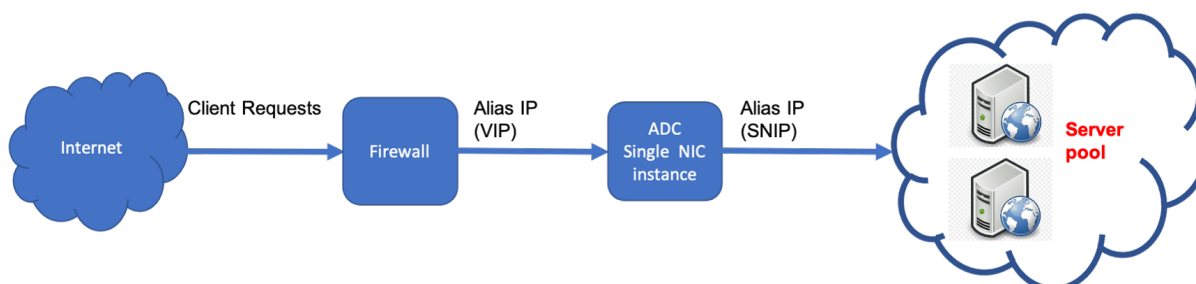 Internet
Client Requests
Firewall
Alias IP
(VIP)
ADC
Single NIC
instance
Alias IP
(SNIP)
Server
pool